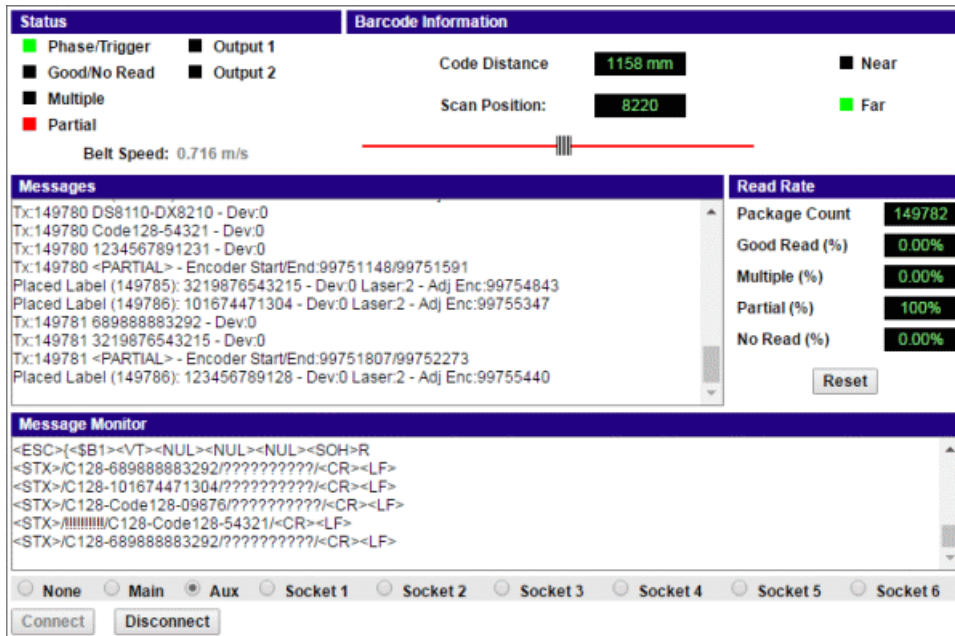 Status
Barcode Information
Phase/Trigger
Output 1
Good/No Read
Output 2
Multiple
Partial
Belt Speed: 0.716 m/s
Code Distance 1158 mm
Near
Scan Position: 8220
Far
Messages
Tx:149780 DS8110-DX8210 - Dev:0
Tx:149780 Code128-54321 - Dev:0
Tx:149780 1234567891231 - Dev:0
Tx:149780 <PARTIAL> - Encoder Start/End:99751148/99751591
Placed Label (149785): 3219876543215 - Dev:0 Laser:2 - Adj Enc:99754843
Placed Label (149786): 101674471304 - Dev:0 Laser:2 - Adj Enc:99755347
Tx:149781 689888883292 - Dev:0
Tx:149781 3219876543215 - Dev:0
Tx:149781 <PARTIAL> - Encoder Start/End:99751807/99752273
Placed Label (149786): 123456789128 - Dev:0 Laser:2 - Adj Enc:99755440
Read Rate
Package Count 149782
Good Read (%) 0.00%
Multiple (%) 0.00%
Partial (%) 100%
No Read (%) 0.00%
Reset
Message Monitor
<ESC>{<$B1><VT><NUL><NUL><NUL><SOH>R
<STX>/C128-689888883292/??????????/<CR><LF>
<STX>/C128-101674471304/??????????/<CR><LF>
<STX>/C128-Code128-09876/??????????/<CR><LF>
<STX>/!!!!!!!!!!/C128-Code128-54321/<CR><LF>
<STX>/C128-689888883292/??????????/<CR><LF>
None Main Aux Socket 1 Socket 2 Socket 3 Socket 4 Socket 5 Socket 6
Connect Disconnect